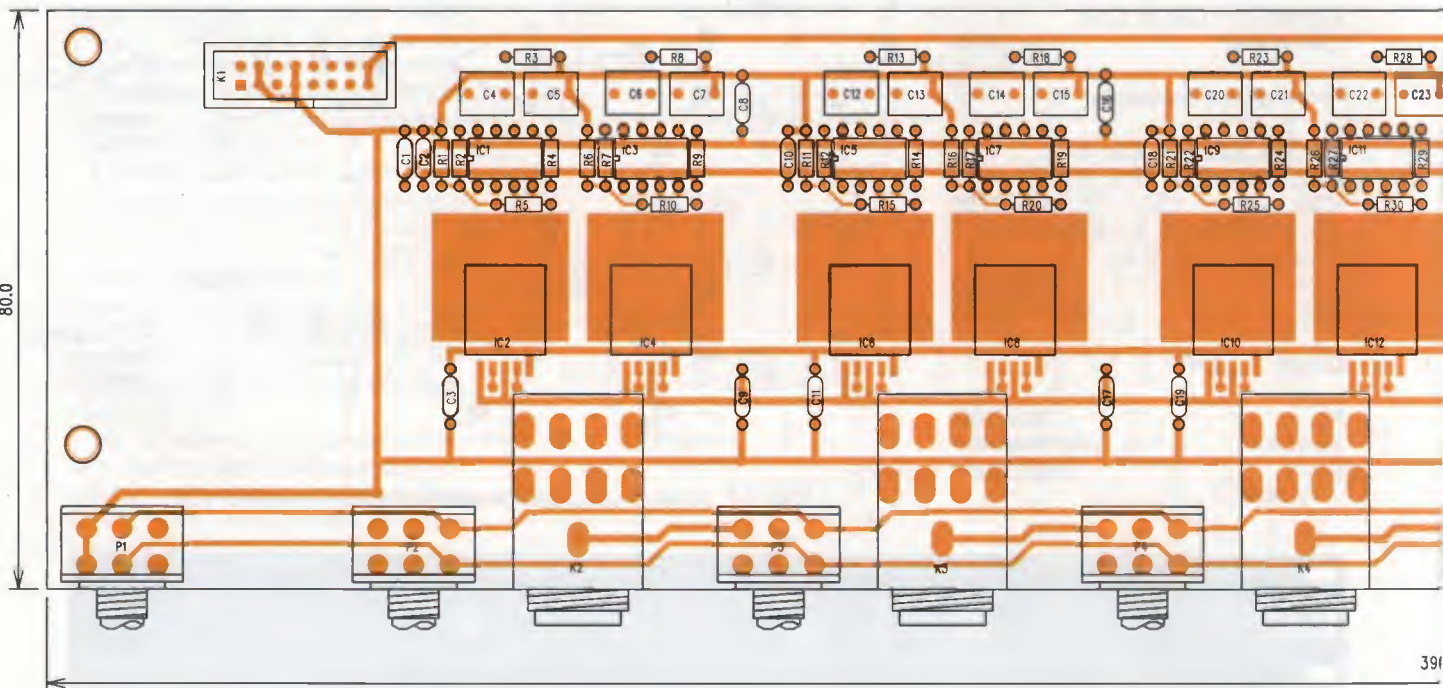 R3 R8 R13 R18 R23 R28
K1
C4 C5 C6 C7 C8 C12 C13 C14 C15 C16 C20 C21 C22 C23
C1 C2 R1 R2 IC1 R4 R6 R7 IC3 R9 C10 R11 R12 IC5 R14 R16 R17 IC7 R19 C18 R21 R22 IC9 R24 R26 R27 IC11 R29
R5 R10 R15 R20 R25 R30
80.0
IC2 IC4 IC6 IC8 IC10 IC12
C3 C9 C11 C17 C19
P1 P2 P3 P4
K2 K3 K4